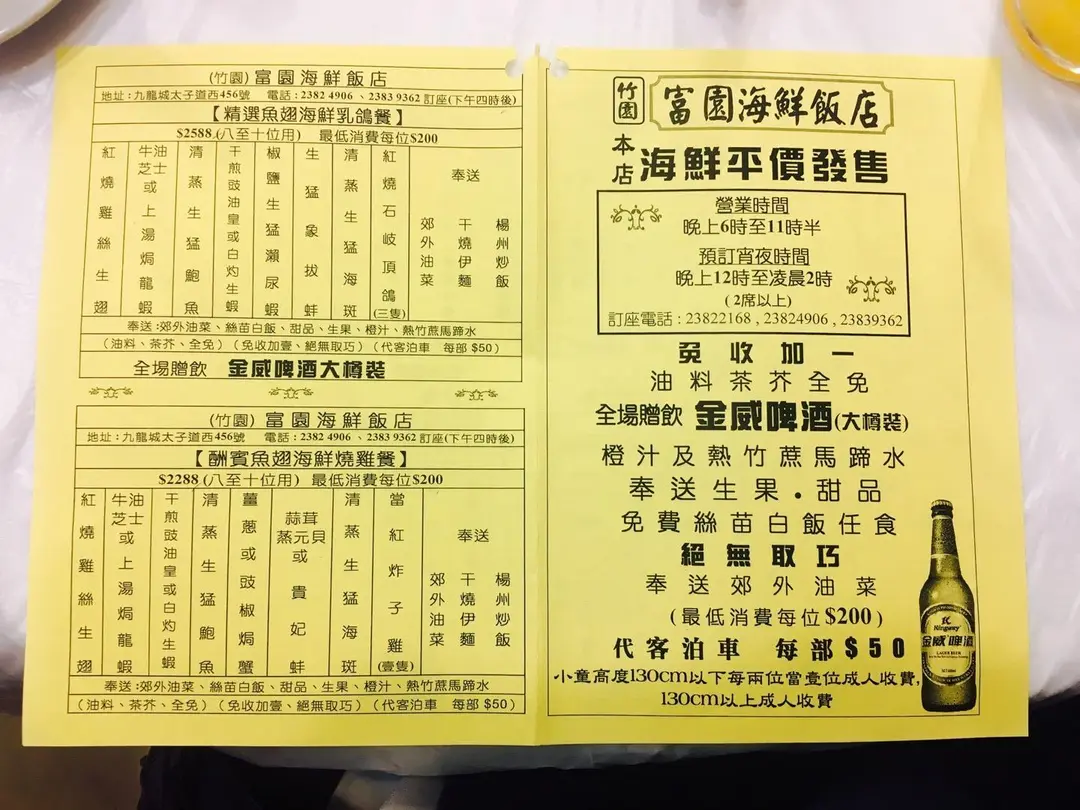 (竹園) 富園海鮮飯店
地址:九龍城太子道西456號 電話:2382 4906、2383 9362 訂座(下午四時後)
【精選魚翅海鮮乳鴿餐】
$2588 (八至十位用) 最低消費每位$200
紅燒雞絲生翅
牛油芝士或上湯焗龍蝦
清蒸生猛鮑魚
干煎豉油皇或白灼生蝦
椒鹽生猛瀨尿蝦
生猛象拔蚌
清蒸生猛海斑
紅燒石岐頂鴿(三隻)
奉送
郊外油菜
干燒伊麵
楊州炒飯
奉送:郊外油菜、絲苗白飯、甜品、生果、橙汁、熱竹蔗馬蹄水
(油料、茶芥、全免) (免收加壹、絕無取巧) (代客泊車 每部 $50)
全場贈飲 金威啤酒大樽裝
(竹園) 富園海鮮飯店
地址:九龍城太子道西456號 電話:2382 4906、2383 9362 訂座(下午四時後)
【酬賓魚翅海鮮燒雞餐】
$2288 (八至十位用) 最低消費每位$200
紅燒雞絲生翅
牛油芝士或上湯焗龍蝦
干煎豉油皇或白灼生蝦
清蒸生猛鮑魚
薑蔥或豉椒焗蟹
蒜茸蒸元貝或貴妃蚌
清蒸生猛海斑
當紅炸子雞(壹隻)
奉送
郊外油菜
干燒伊麵
楊州炒飯
奉送:郊外油菜、絲苗白飯、甜品、生果、橙汁、熱竹蔗馬蹄水
(油料、茶芥、全免) (免收加壹、絕無取巧) (代客泊車 每部 $50)
竹園 富園海鮮飯店
本店 海鮮平價發售
營業時間
晚上6時至11時半
預訂宵夜時間
晚上12時至凌晨2時
(2席以上)
訂座電話:23822168 , 23824906 , 23839362
免收加一
油料茶芥全免
全場贈飲 金威啤酒(大樽裝)
橙汁及熱竹蔗馬蹄水
奉送生果.甜品
免費絲苗白飯任食
絕無取巧
奉送郊外油菜
(最低消費每位$200)
代客泊車 每部$50
小童高度130cm以下每兩位當壹位成人收費,
130cm以上成人收費
Kingway
金威啤酒
LAGER BEER